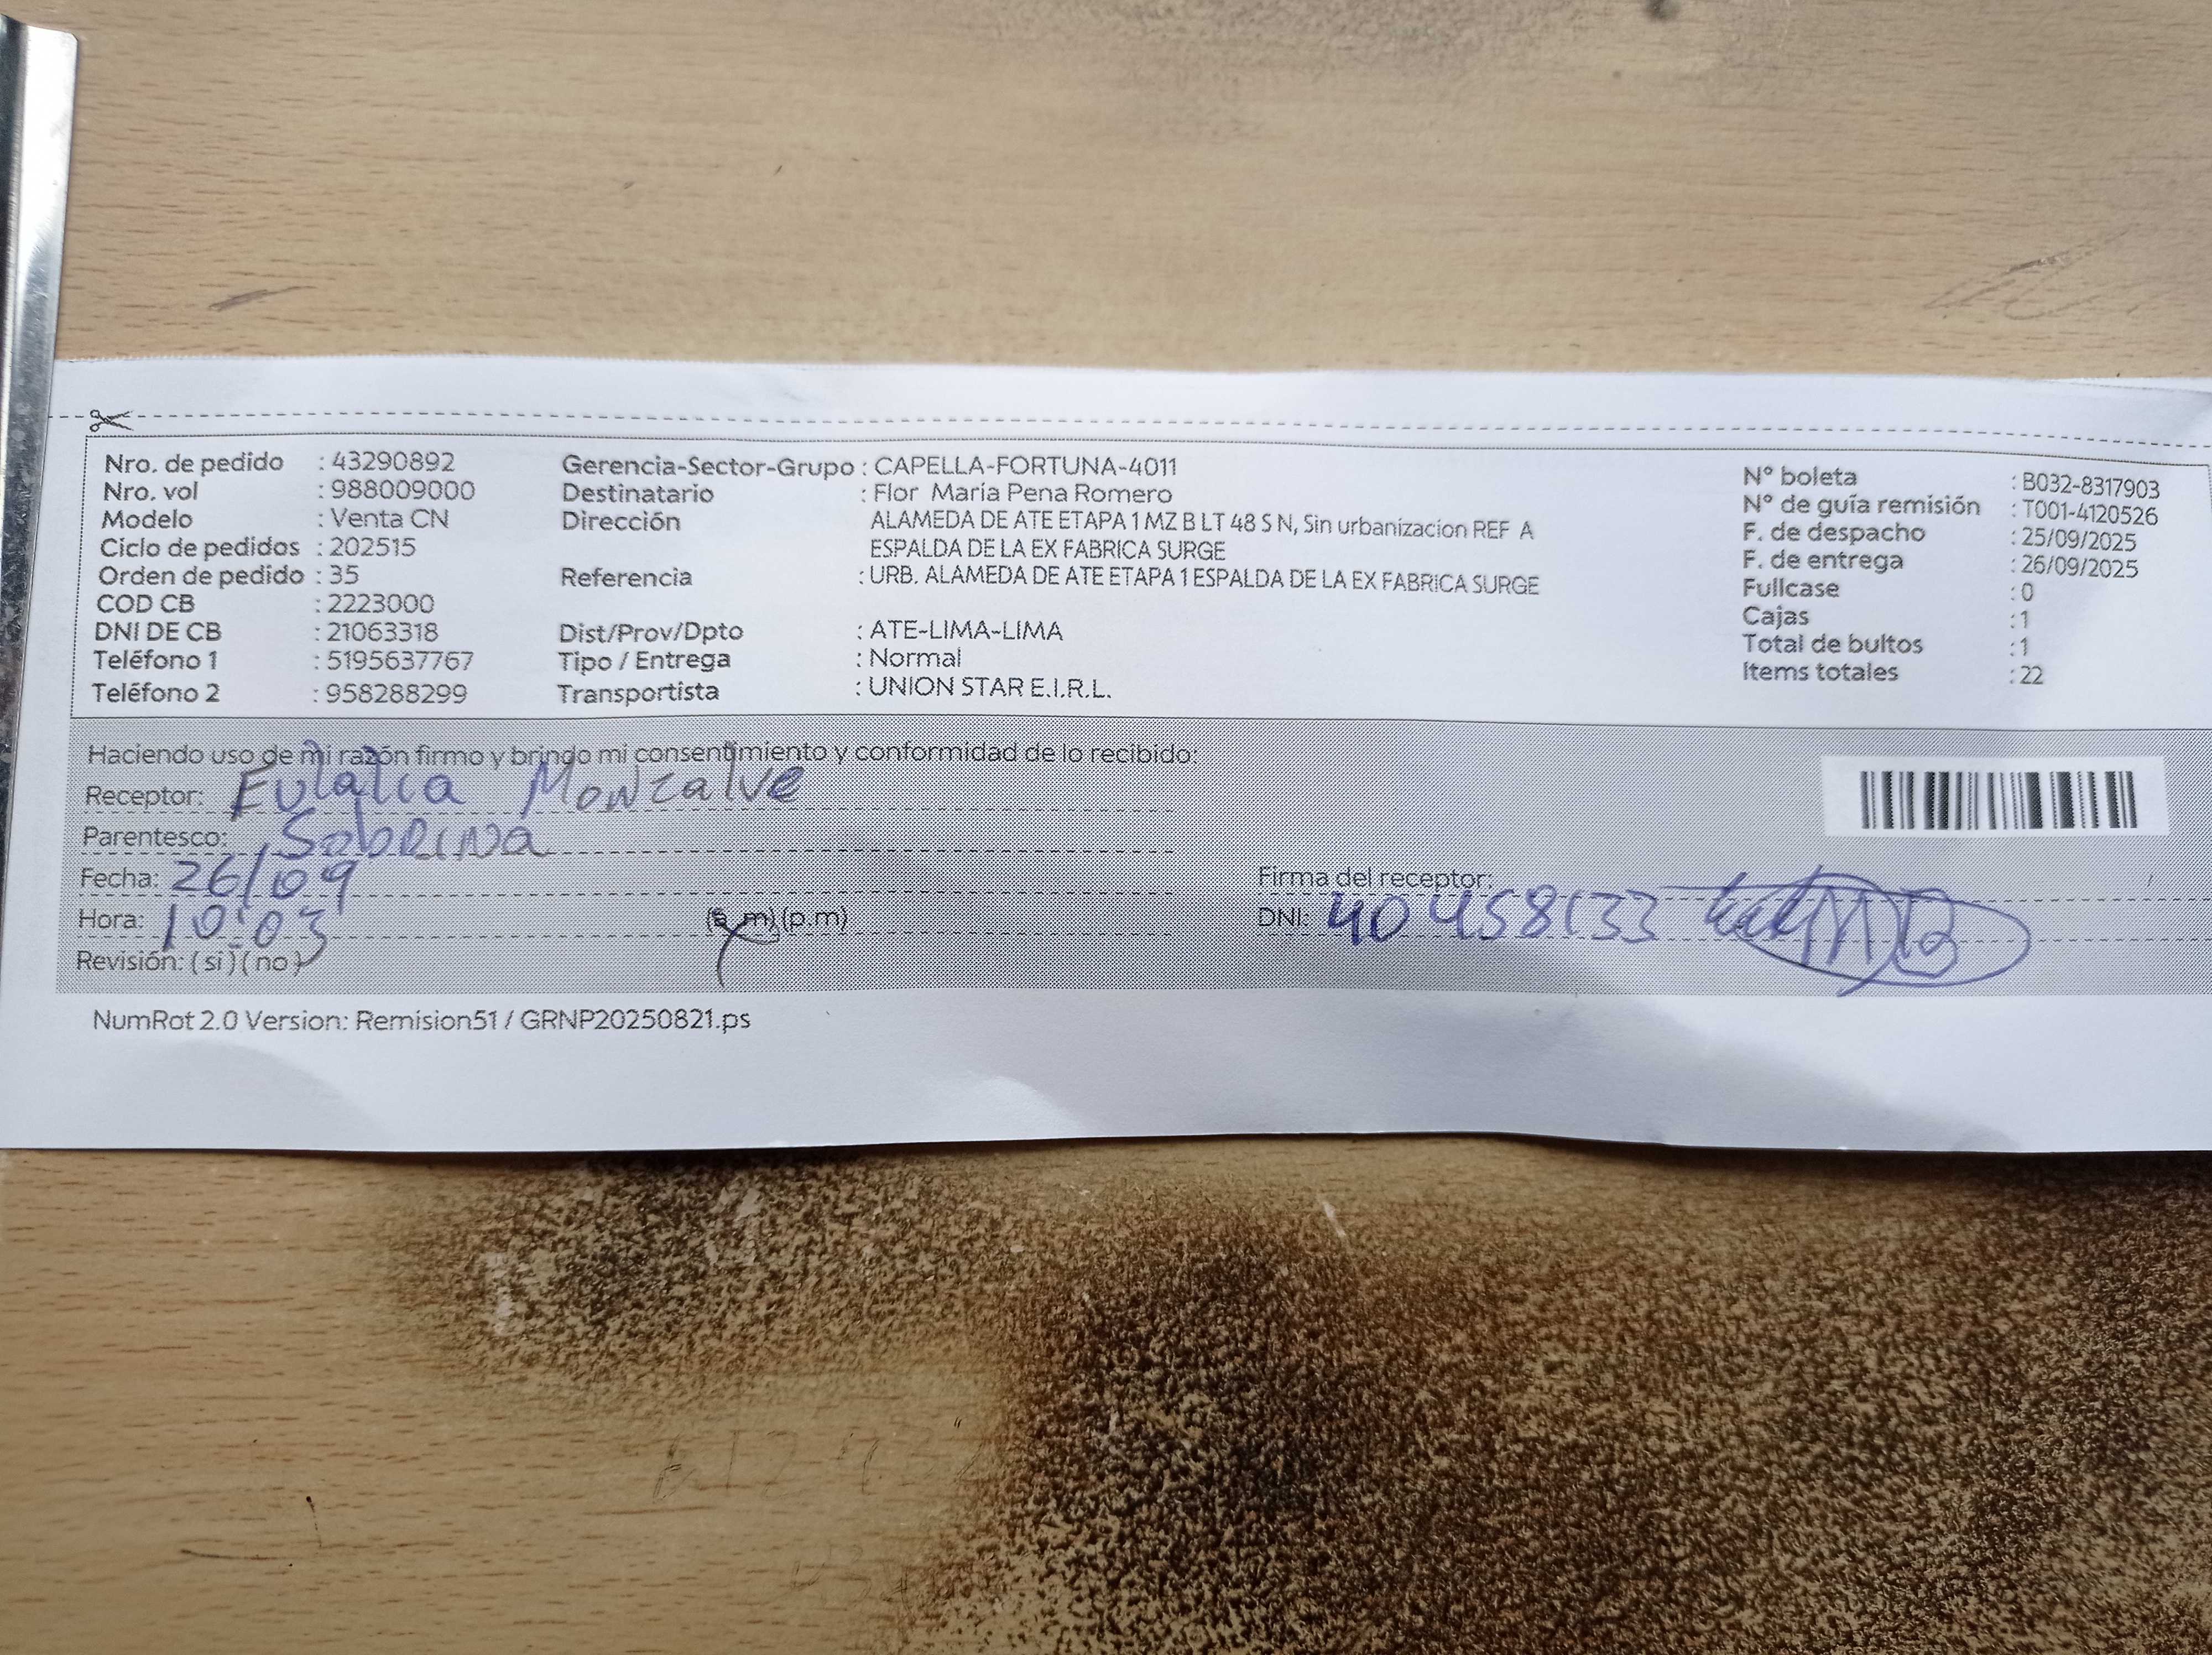 Nro. de pedido : 43290892
Nro. vol : 988009000
Modelo : Venta CN
Ciclo de pedidos : 202515
Orden de pedido : 35
COD CB : 2223000
DNI DE CB : 21063318
Teléfono 1 : 5195637767
Teléfono 2 : 958288299
Gerencia-Sector-Grupo : CAPELLA-FORTUNA-4011
Destinatario : Flor María Pena Romero
Dirección ALAMEDA DE ATE ETAPA 1 MZ B LT 48 S N, Sin urbanizacion REF A
ESPALDA DE LA EX FABRICA SURGE
Referencia : URB. ALAMEDA DE ATE ETAPA 1 ESPALDA DE LA EX FABRICA SURGE
Dist/Prov/Dpto : ATE-LIMA-LIMA
Tipo / Entrega : Normal
Transportista : UNION STAR E.I.R.L.
N° boleta : B032-8317903
N° de guía remisión : T001-4120526
F. de despacho : 25/09/2025
F. de entrega : 26/09/2025
Fullcase : 0
Cajas : 1
Total de bultos : 1
Items totales : 22
Haciendo uso de mi razón firmo y brindo mi consentimiento y conformidad de lo recibido:
Receptor: Eulalia Monzalve
Parentesco: Sobrina
Fecha: 26/09
Hora: 10:03 (a.m) (p.m)
Revisión: (si) (no)
Firma del receptor:
DNI: 40458133
NumRot 2.0 Version: Remision51 / GRNP20250821.ps